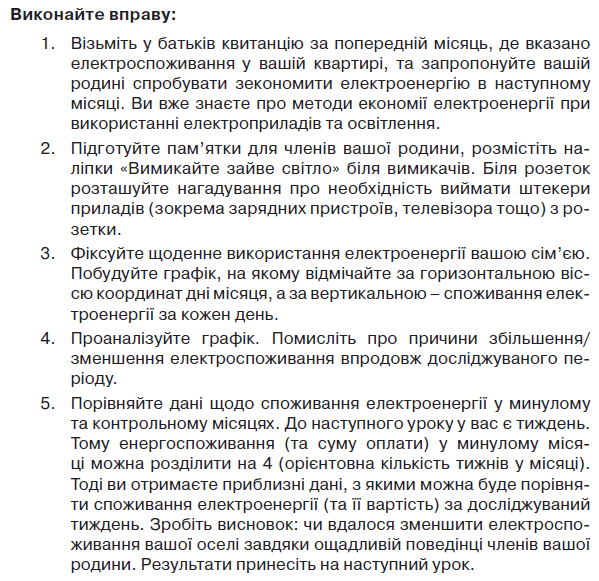 Виконайте вправу:
1. Візьміть у батьків квитанцію за попередній місяць, де вказано
електроспоживання у вашій квартирі, та запропонуйте вашій
родині спробувати зекономити електроенергію в наступному
місяці. Ви вже знаєте про методи економії електроенергії при
використанні електроприладів та освітлення.
2. Підготуйте пам’ятки для членів вашої родини, розмістіть на-
ліпки «Вимикайте зайве світло» біля вимикачів. Біля розеток
розташуйте нагадування про необхідність виймати штекери
приладів (зокрема зарядних пристроїв, телевізора тощо) з ро-
зетки.
3. Фіксуйте щоденне використання електроенергії вашою сім’єю.
Побудуйте графік, на якому відмічайте за горизонтальною віс-
сю координат дні місяця, а за вертикальною – споживання елек-
троенергії за кожен день.
4. Проаналізуйте графік. Помисліть про причини збільшення/
зменшення електроспоживання впродовж досліджуваного пе-
ріоду.
5. Порівняйте дані щодо споживання електроенергії у минулому
та контрольному місяцях. До наступного уроку у вас є тиждень.
Тому енергоспоживання (та суму оплати) у минулому міся-
ці можна розділити на 4 (орієнтовна кількість тижнів у місяці).
Тоді ви отримаєте приблизні дані, з якими можна буде порівня-
ти споживання електроенергії (та її вартість) за досліджуваний
тиждень. Зробіть висновок: чи вдалося зменшити електроспо-
живання вашої оселі завдяки ощадливій поведінці членів вашої
родини. Результати принесіть на наступний урок.